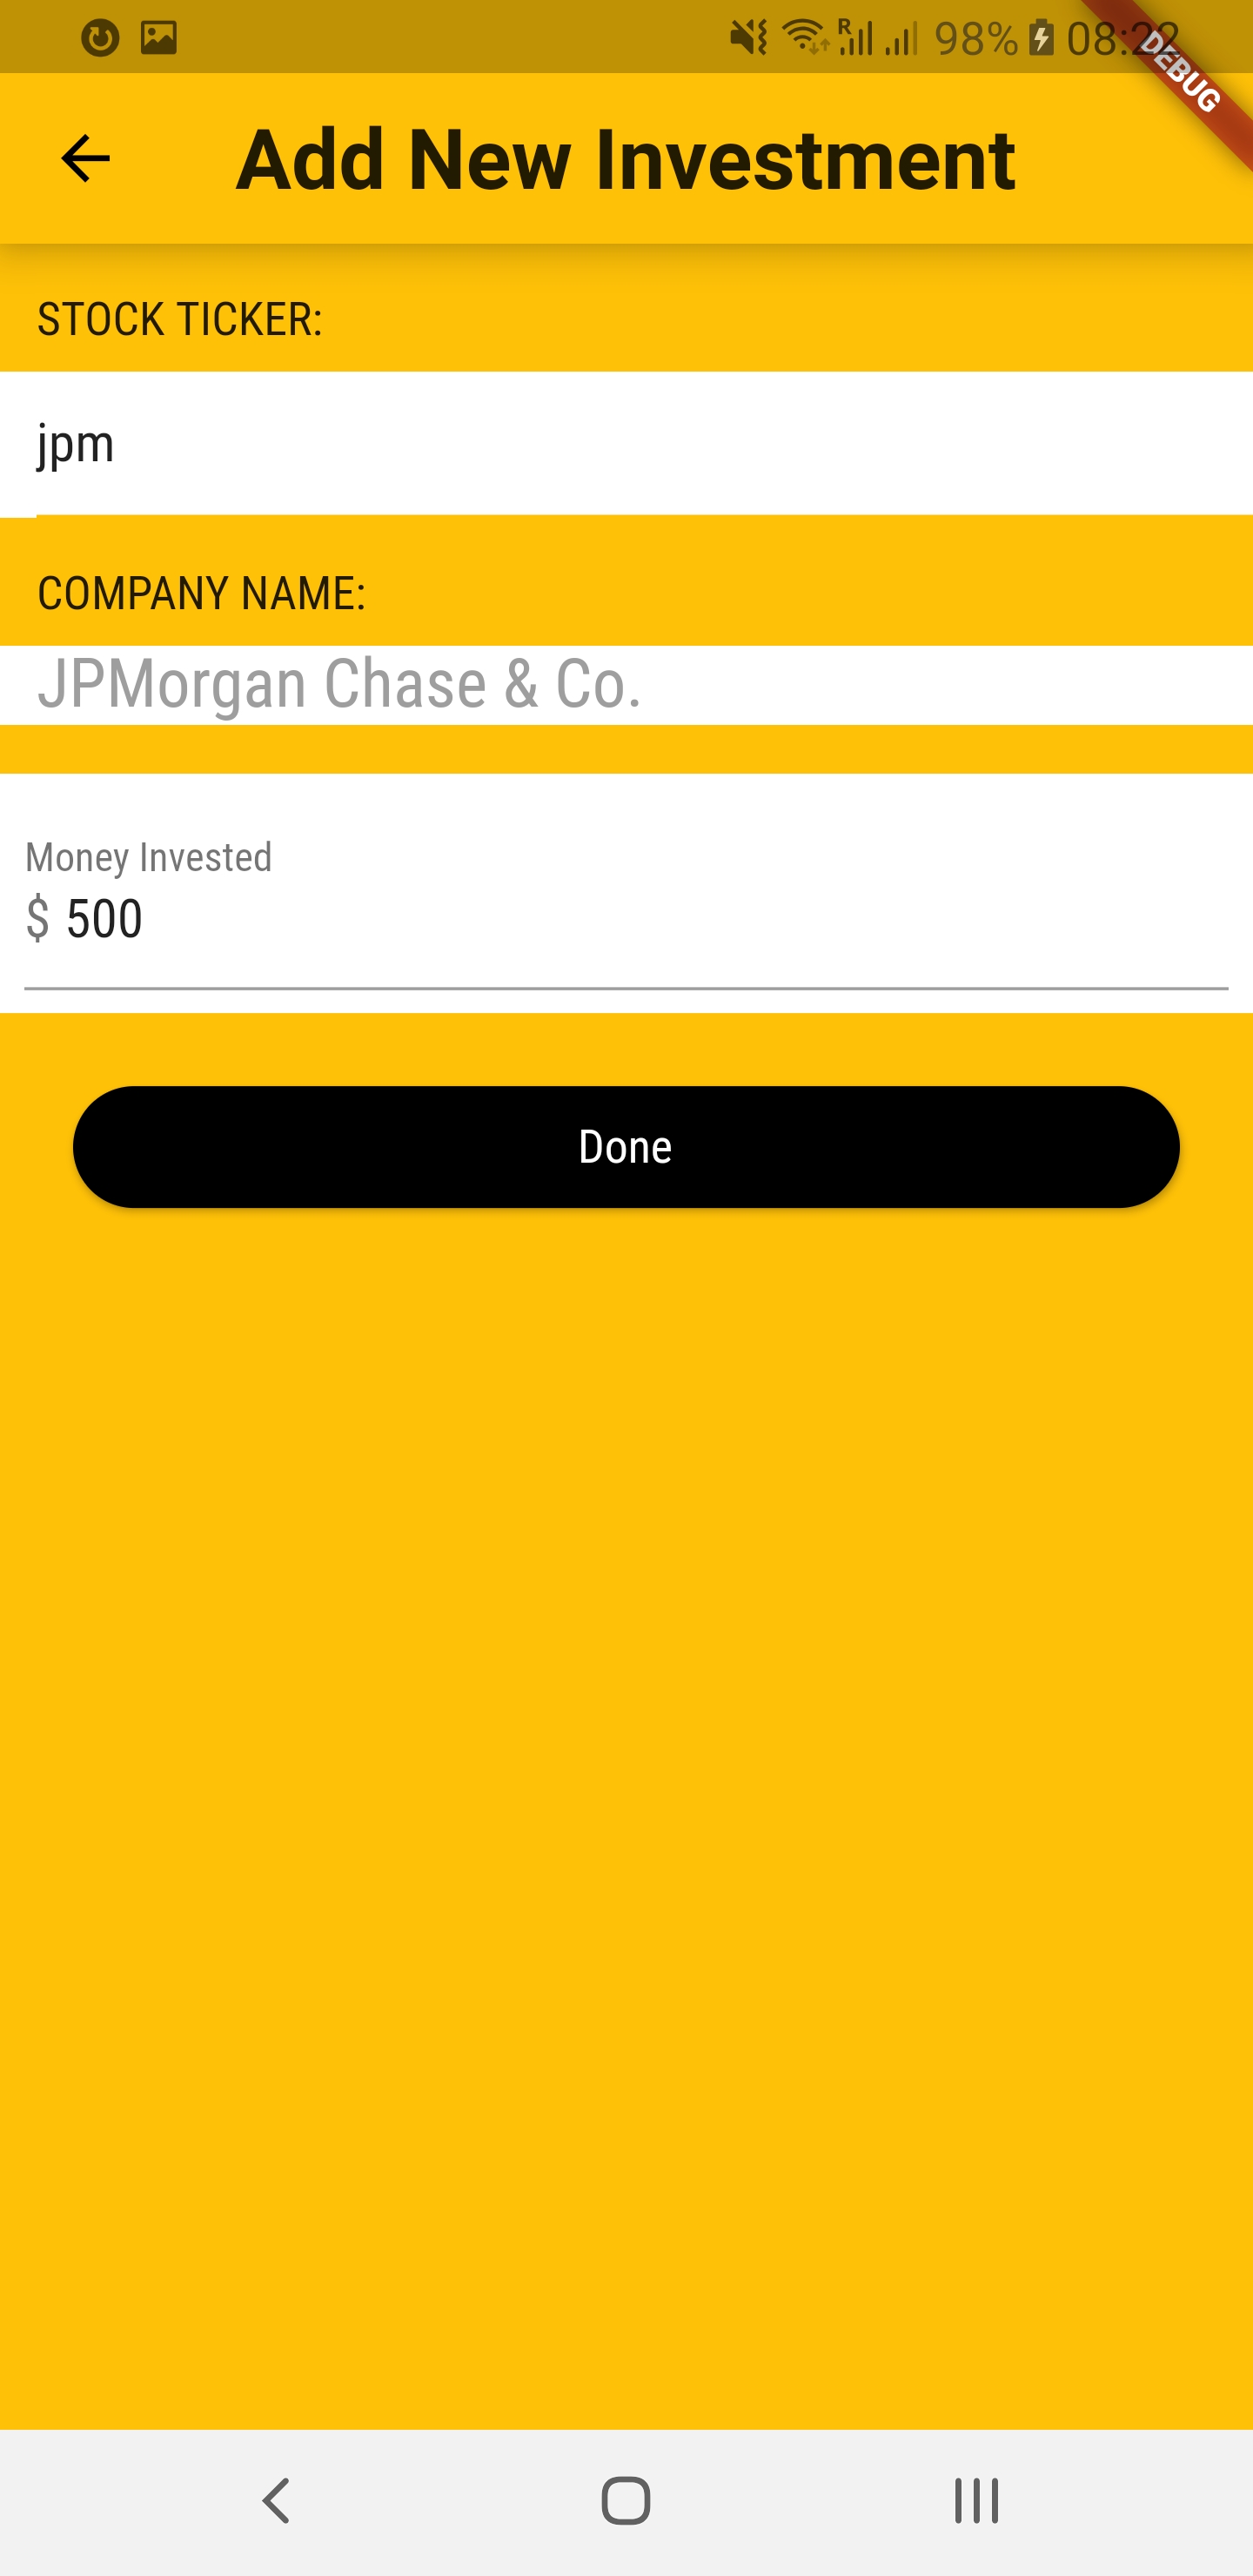 R 98% 08:22
DEBUG
Add New Investment
STOCK TICKER:
jpm
COMPANY NAME:
JPMorgan Chase & Co.
Money Invested
$ 500
Done